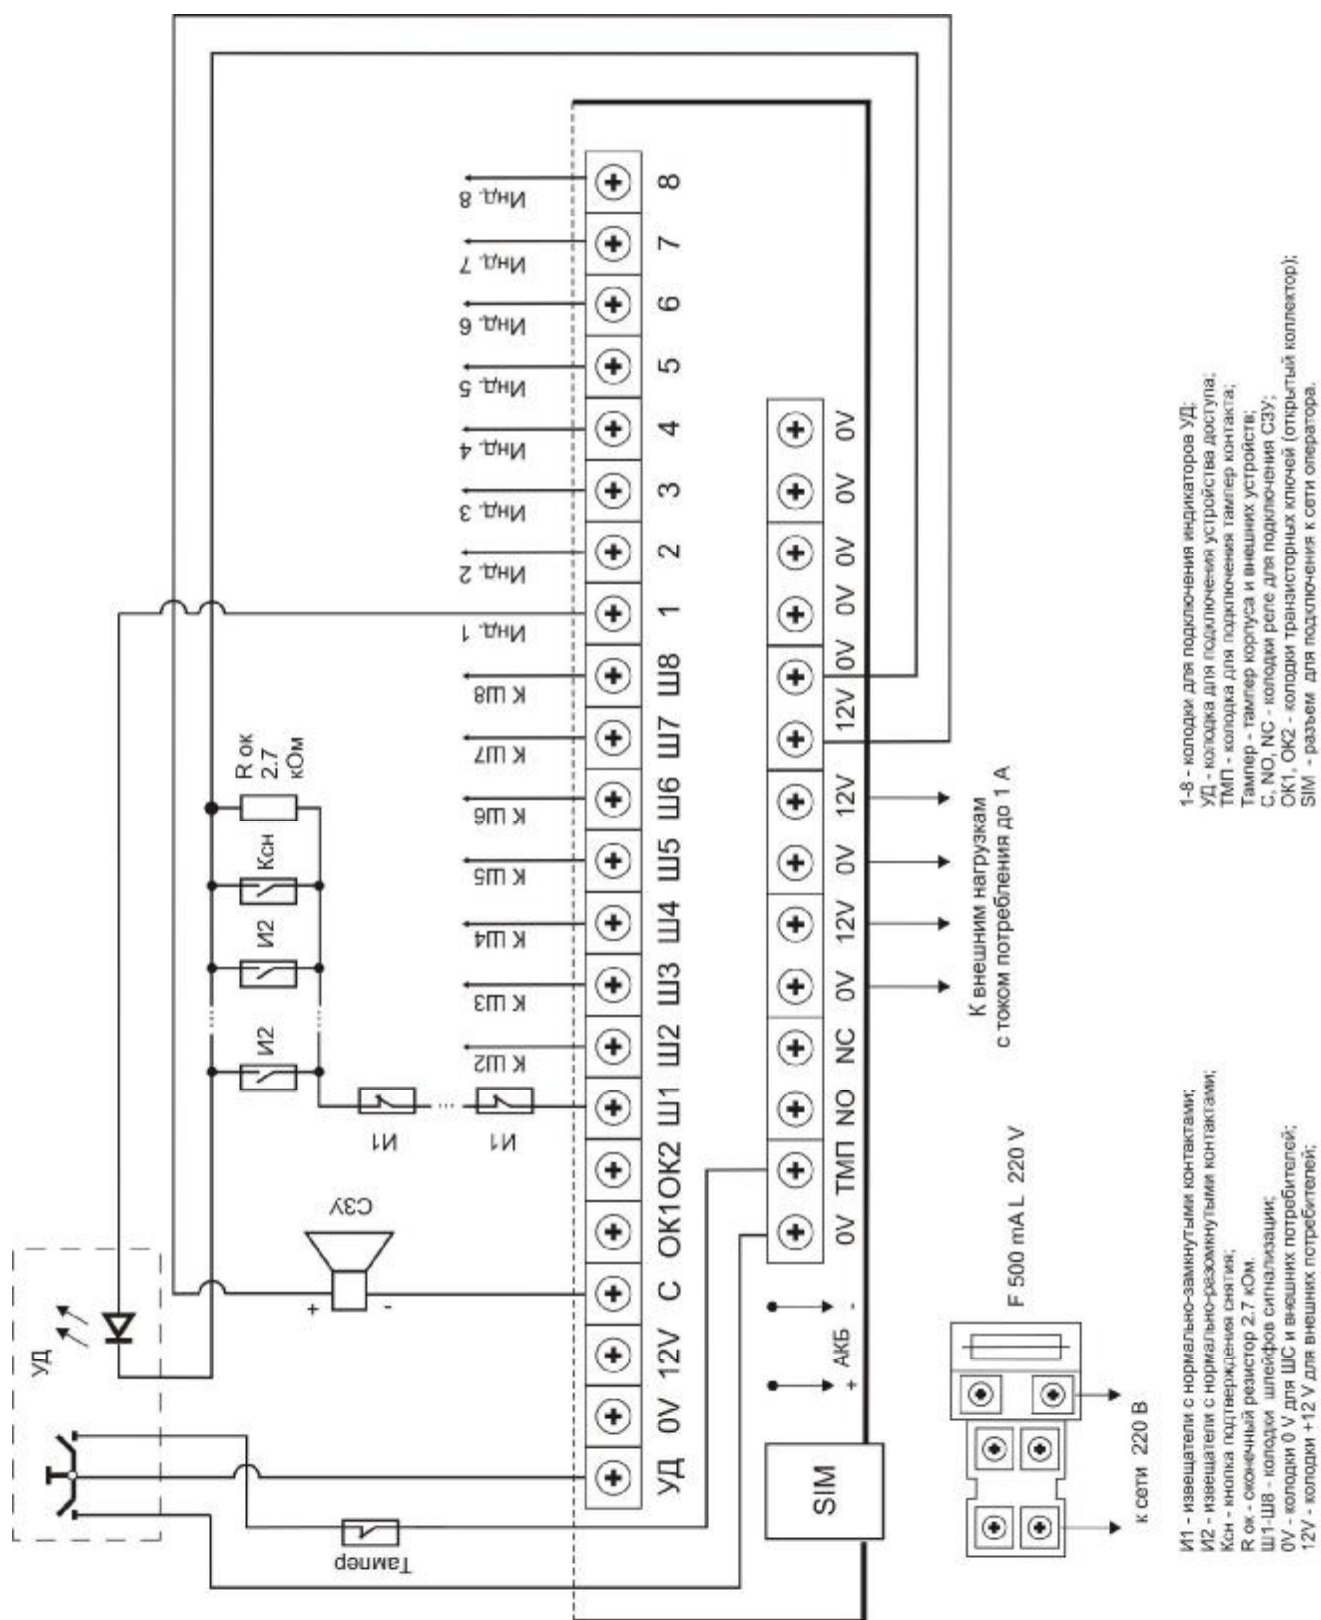 УД
СЗУ
+
-
Тампер
R ок
2.7
кОм
Ксн
И2
И2
И1
И1
К Ш2
К Ш3
К Ш4
К Ш5
К Ш6
К Ш7
К Ш8
Инд. 1
Инд. 2
Инд. 3
Инд. 4
Инд. 5
Инд. 6
Инд. 7
Инд. 8
УД 0V 12V С ОК1 ОК2 Ш1 Ш2 Ш3 Ш4 Ш5 Ш6 Ш7 Ш8 1 2 3 4 5 6 7 8
SIM
+ АКБ -
0V ТМП NO NC 0V 12V 0V 12V 12V 0V 0V 0V 0V 0V
К внешним нагрузкам
с током потребления до 1 А
F 500 mA L 220 V
к сети 220 В
И1 - извещатели с нормально-замкнутыми контактами;
И2 - извещатели с нормально-разомкнутыми контактами;
Ксн - кнопка подтверждения снятия;
R ок - оконечный резистор 2.7 кОм.
Ш1-Ш8 - колодки шлейфов сигнализации;
0V - колодки 0 V для ШС и внешних потребителей;
12V - колодки +12 V для внешних потребителей;
1-8 - колодки для подключения индикаторов УД;
УД - колодка для подключения устройства доступа;
ТМП - колодка для подключения тампер контакта;
Тампер - тампер корпуса и внешних устройств;
С, NO, NC - колодки реле для подключения СЗУ;
ОК1, ОК2 - колодки транзисторных ключей (открытый коллектор);
SIM - разъем для подключения к сети оператора.